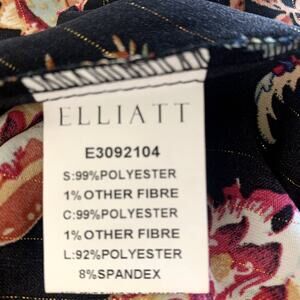 ELLIATT
E3092104
S:99%POLYESTER
1%OTHER FIBRE
C:99%POLYESTER
1%OTHER FIBRE
L:92%POLYESTER
8%SPANDEX